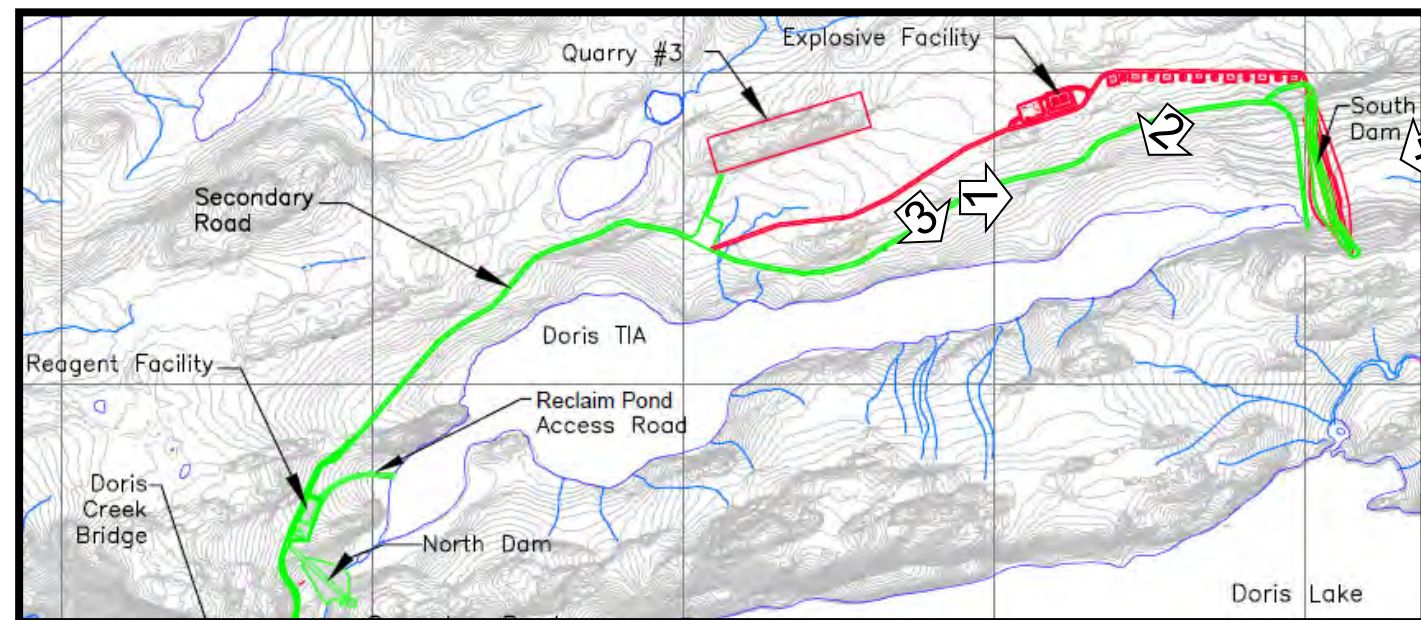 Quarry #3
Explosive Facility
South
Dam
2
1
3
Secondary
Road
Doris TIA
Reagent Facility
Reclaim Pond
Access Road
Doris
Creek
Bridge
North Dam
Doris Lake